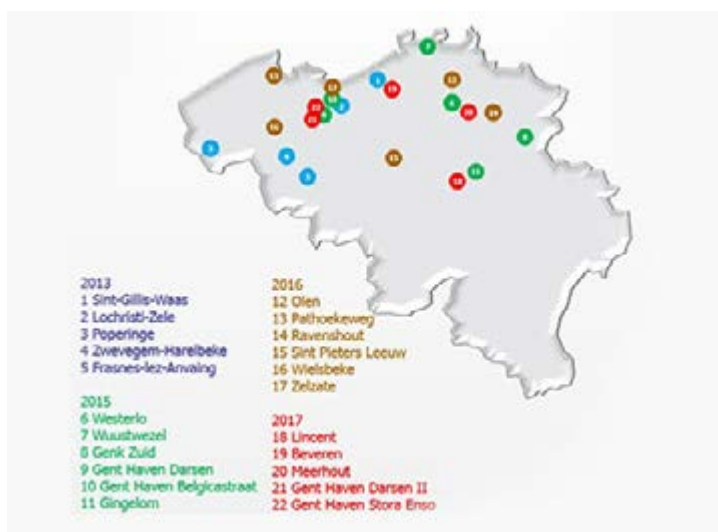 2013
1 Sint-Gillis-Waas
2 Lochristi-Zele
3 Poperinge
4 Zwevegem-Harelbeke
5 Frasnes-lez-Anvaing
2015
6 Westerlo
7 Wuustwezel
8 Genk Zuid
9 Gent Haven Darsen
10 Gent Haven Belgicastraat
11 Gingelom
2016
12 Olen
13 Pathoekeweg
14 Ravenshout
15 Sint Pieters Leeuw
16 Wielsbeke
17 Zelzate
2017
18 Lincent
19 Beveren
20 Meerhout
21 Gent Haven Darsen II
22 Gent Haven Stora Enso